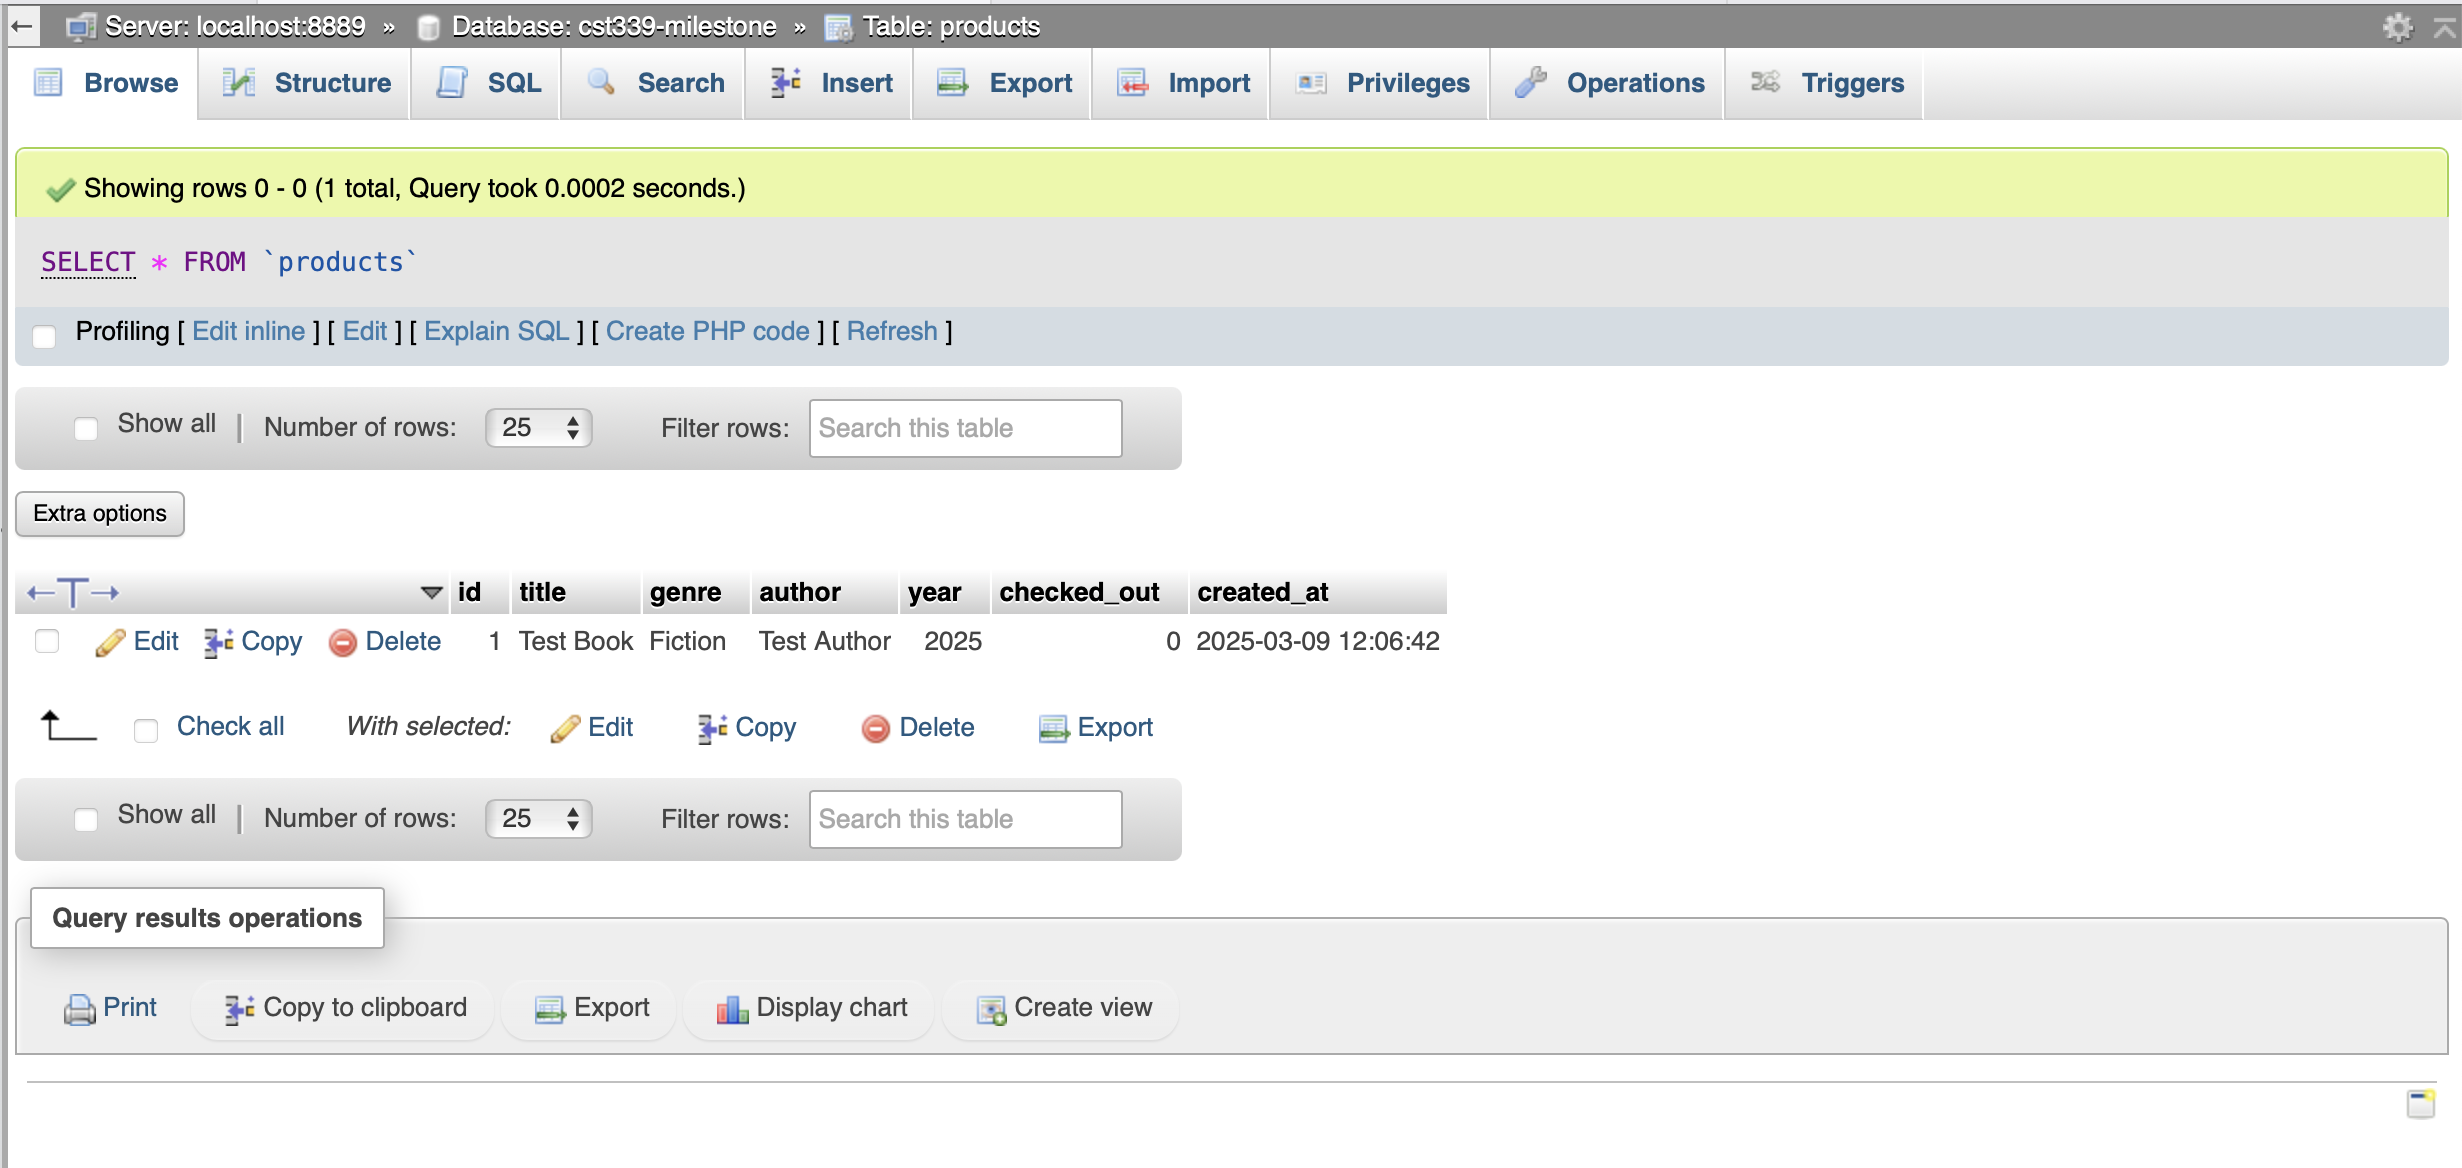 Server: localhost:8889 » Database: cst339-milestone » Table: products
Browse Structure SQL Search Insert Export Import Privileges Operations Triggers
Showing rows 0 - 0 (1 total, Query took 0.0002 seconds.)
SELECT * FROM `products`
Profiling [ Edit inline ] [ Edit ] [ Explain SQL ] [ Create PHP code ] [ Refresh ]
Show all | Number of rows: 25 Filter rows: Search this table
Extra options
←T→ id title genre author year checked_out created_at
Edit Copy Delete 1 Test Book Fiction Test Author 2025 0 2025-03-09 12:06:42
Check all With selected: Edit Copy Delete Export
Show all | Number of rows: 25 Filter rows: Search this table
Query results operations
Print Copy to clipboard Export Display chart Create view